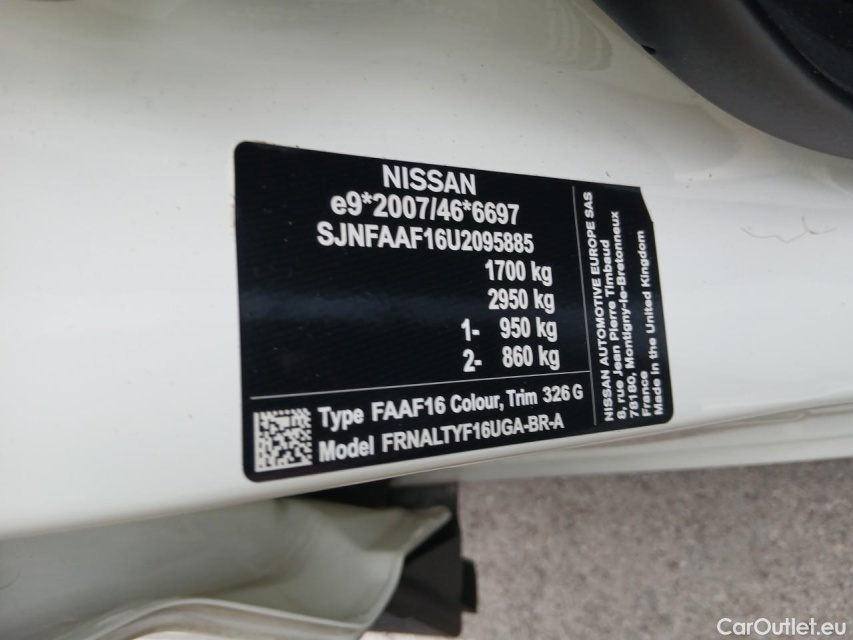 NISSAN
e9*2007/46*6697
SJNFAAF16U2095885
1700 kg
2950 kg
1- 950 kg
2- 860 kg
Type FAAF16 Colour, Trim 326 G
Model FRNALTYF16UGA-BR-A
NISSAN AUTOMOTIVE EUROPE SAS
8, rue Jean Pierre Timbaud
78180, Montigny-le-Bretonneux
France
Made in the United Kingdom
CarOutlet.eu